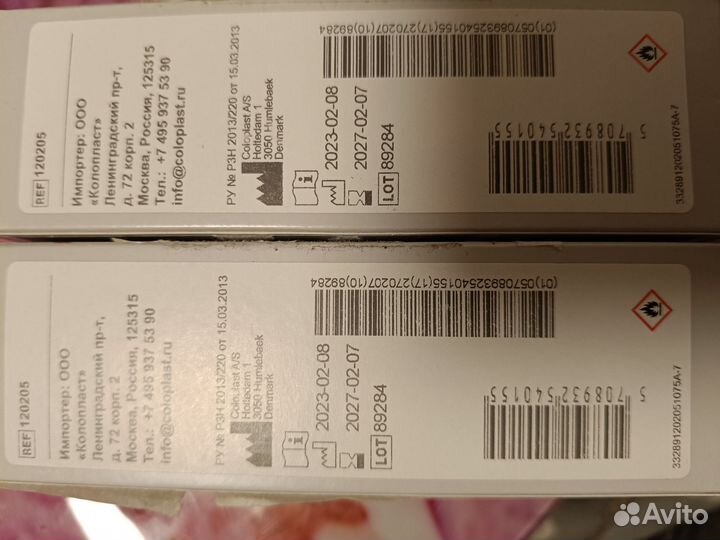 REF 120205
Импортер: ООО
«Колопласт»
Ленинградский пр-т,
д. 72 корп. 2
Москва, Россия, 125315
Тел.: +7 495 937 53 90
info@coloplast.ru
РУ № РЗН 2013/220 от 15.03.2013
Coloplast A/S
Holtedam 1
3050 Humlebaek
Denmark
2023-02-08
2027-02-07
LOT 89284
(01)05708932540155(17)270207(10)89284
5 708932 540155
332891202051075A-7
REF 120205
Импортер: ООО
«Колопласт»
Ленинградский пр-т,
д. 72 корп. 2
Москва, Россия, 125315
Тел.: +7 495 937 53 90
info@coloplast.ru
РУ № РЗН 2013/220 от 15.03.2013
Coloplast A/S
Holtedam 1
3050 Humlebaek
Denmark
2023-02-08
2027-02-07
LOT 89284
(01)05708932540155(17)270207(10)89284
5 708932 540155
332891202051075A-7
Avito